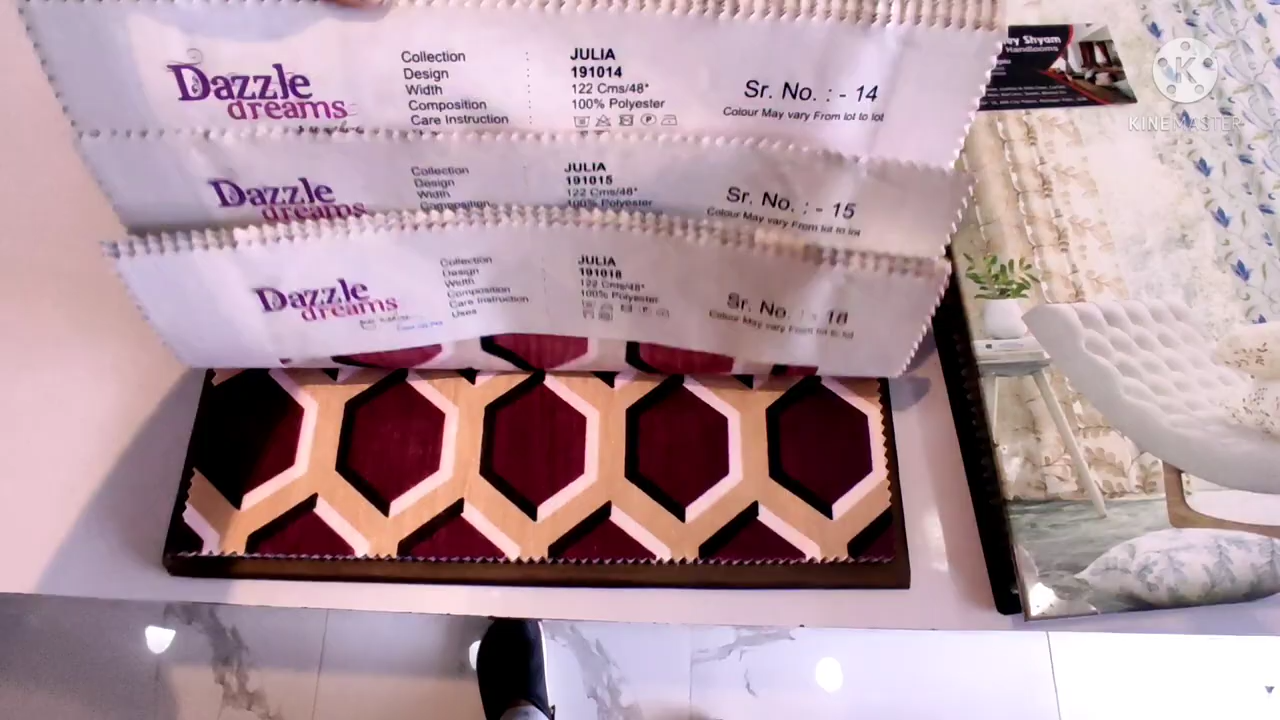 Dazzle
dreams
Collection : JULIA
Design : 191014
Width : 122 Cms/48"
Composition : 100% Polyester
Care Instruction :
Sr. No. : - 14
Colour May vary From lot to lot
Dazzle
dreams
Collection : JULIA
Design : 191015
Width : 122 Cms/48"
Composition 100% Polyester
Sr. No. : - 15
Colour May vary From lot to lot
Dazzle
dreams
Collection : JULIA
Design
Width : 122 Cms/48"
Composition : 100% Polyester
Care Instruction :
Uses
Sr. No. : -
Colour May vary From lot to lot
Shyam
Handlooms
K
KINEMASTER